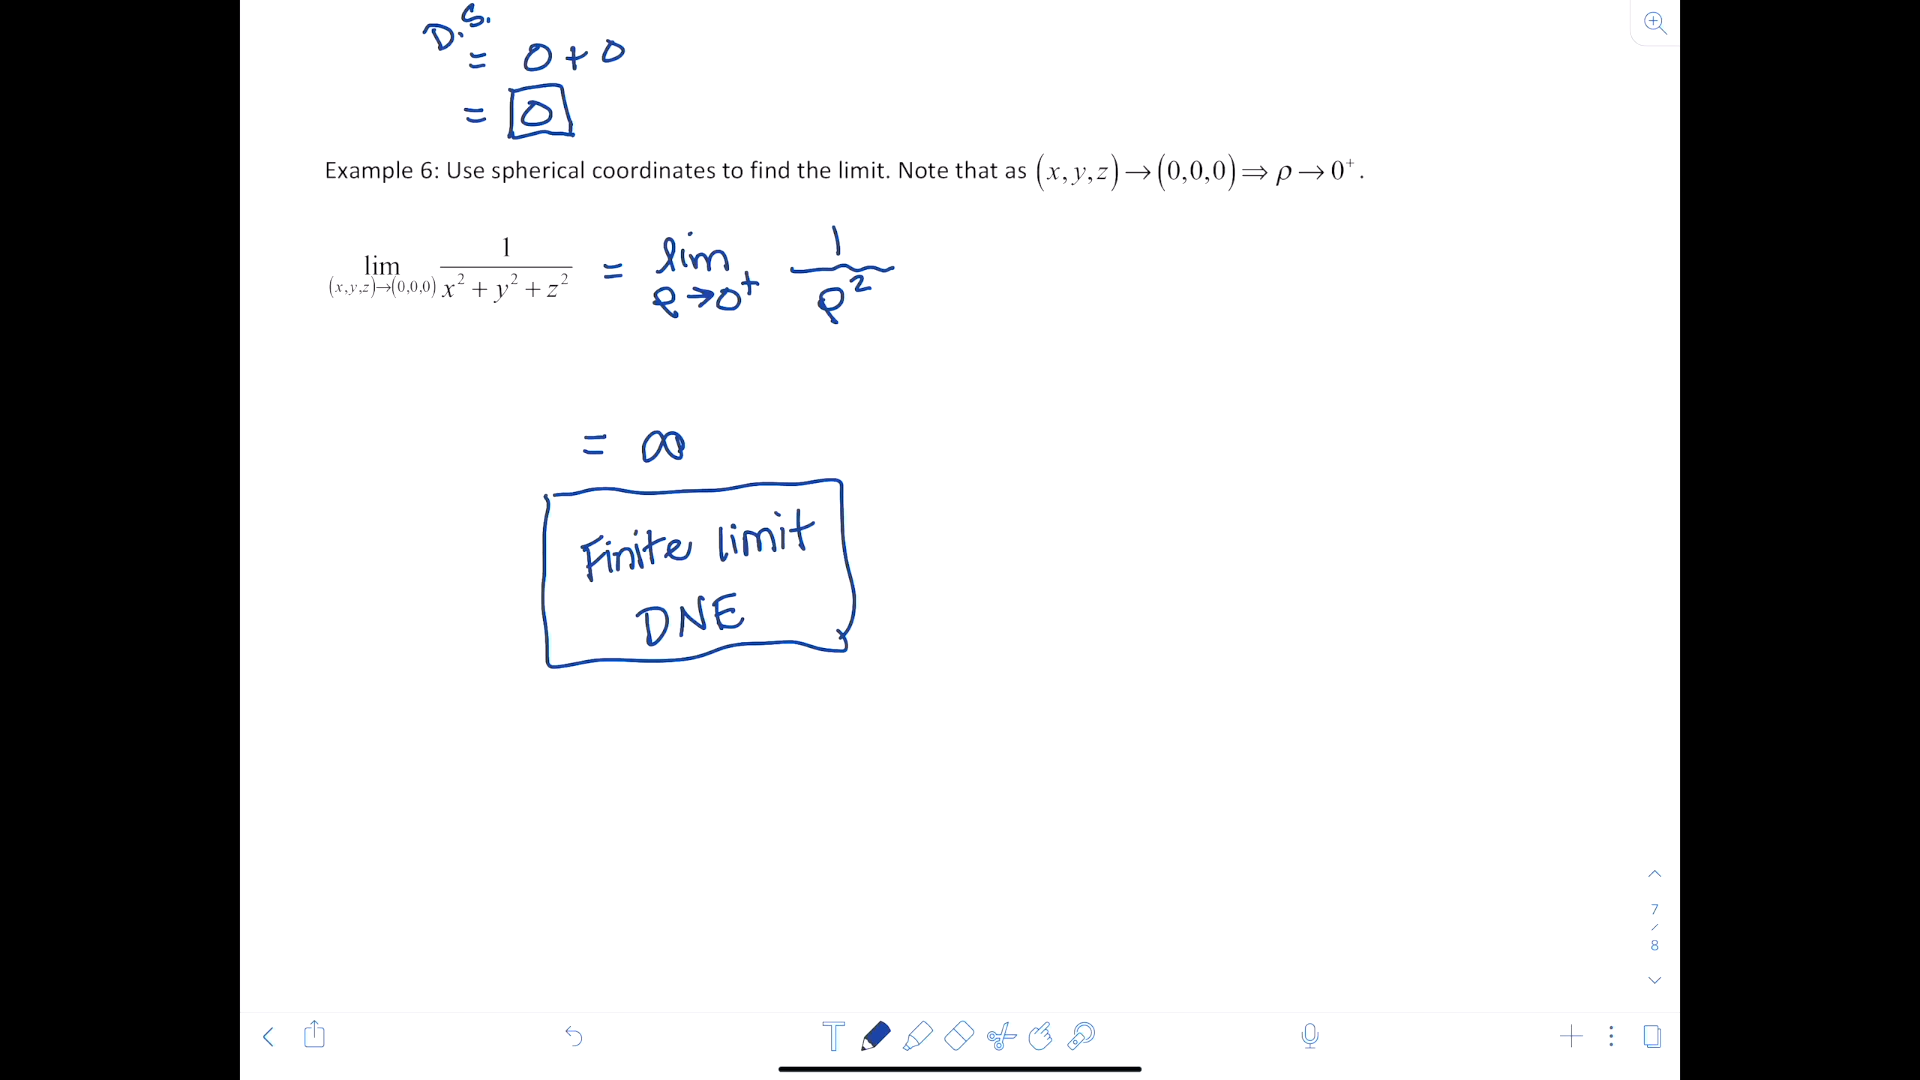 D.S.
= 0 + 0
= 0
Example 6: Use spherical coordinates to find the limit. Note that as (x, y, z) → (0,0,0) ⇒ ρ → 0⁺.
lim (x,y,z)→(0,0,0) 1/(x² + y² + z²) = lim ρ→0⁺ 1/ρ²
= ∞
Finite limit
DNE
7
/
8
T